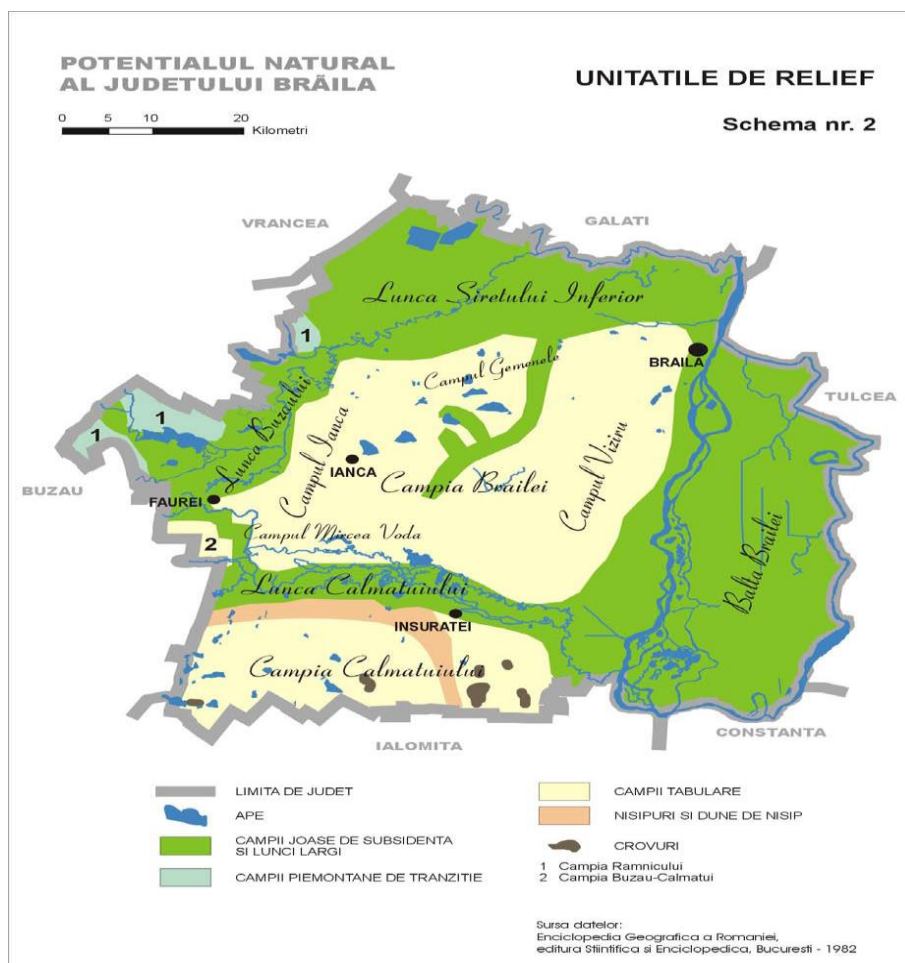 POTENTIALUL NATURAL
AL JUDETULUI BRĂILA
UNITATILE DE RELIEF
Schema nr. 2
0 5 10 20
Kilometri
VRANCEA
GALATI
Lunca Siretului Inferior
1
BRAILA
Campul Gemenele
TULCEA
1
1
Lunca Buzaului
Campul Ianca
IANCA
Campia Brailei
Campul Viziru
BUZAU
FAUREI
2
Campul Mircea Voda
Balta Brailei
Lunca Calmatuiului
INSURATEI
Campia Calmatuiului
IALOMITA
CONSTANTA
LIMITA DE JUDET
APE
CAMPII JOASE DE SUBSIDENTA
SI LUNCI LARGI
CAMPII PIEMONTANE DE TRANZITIE
CAMPII TABULARE
NISIPURI SI DUNE DE NISIP
CROVURI
1 Campia Ramnicului
2 Campia Buzau-Calmatui
Sursa datelor:
Enciclopedia Geografica a Romaniei,
editura Stiintifica si Enciclopedica, Bucuresti - 1982